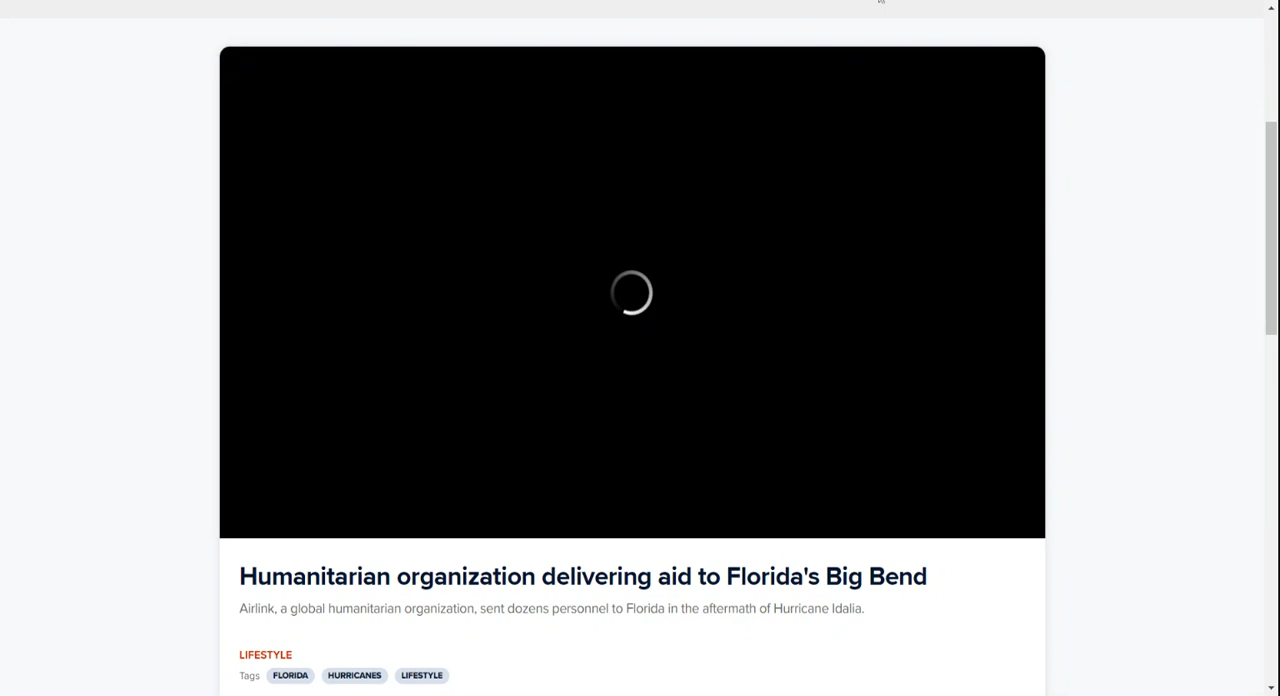 Humanitarian organization delivering aid to Florida's Big Bend
Airlink, a global humanitarian organization, sent dozens personnel to Florida in the aftermath of Hurricane Idalia.
LIFESTYLE
Tags FLORIDA HURRICANES LIFESTYLE